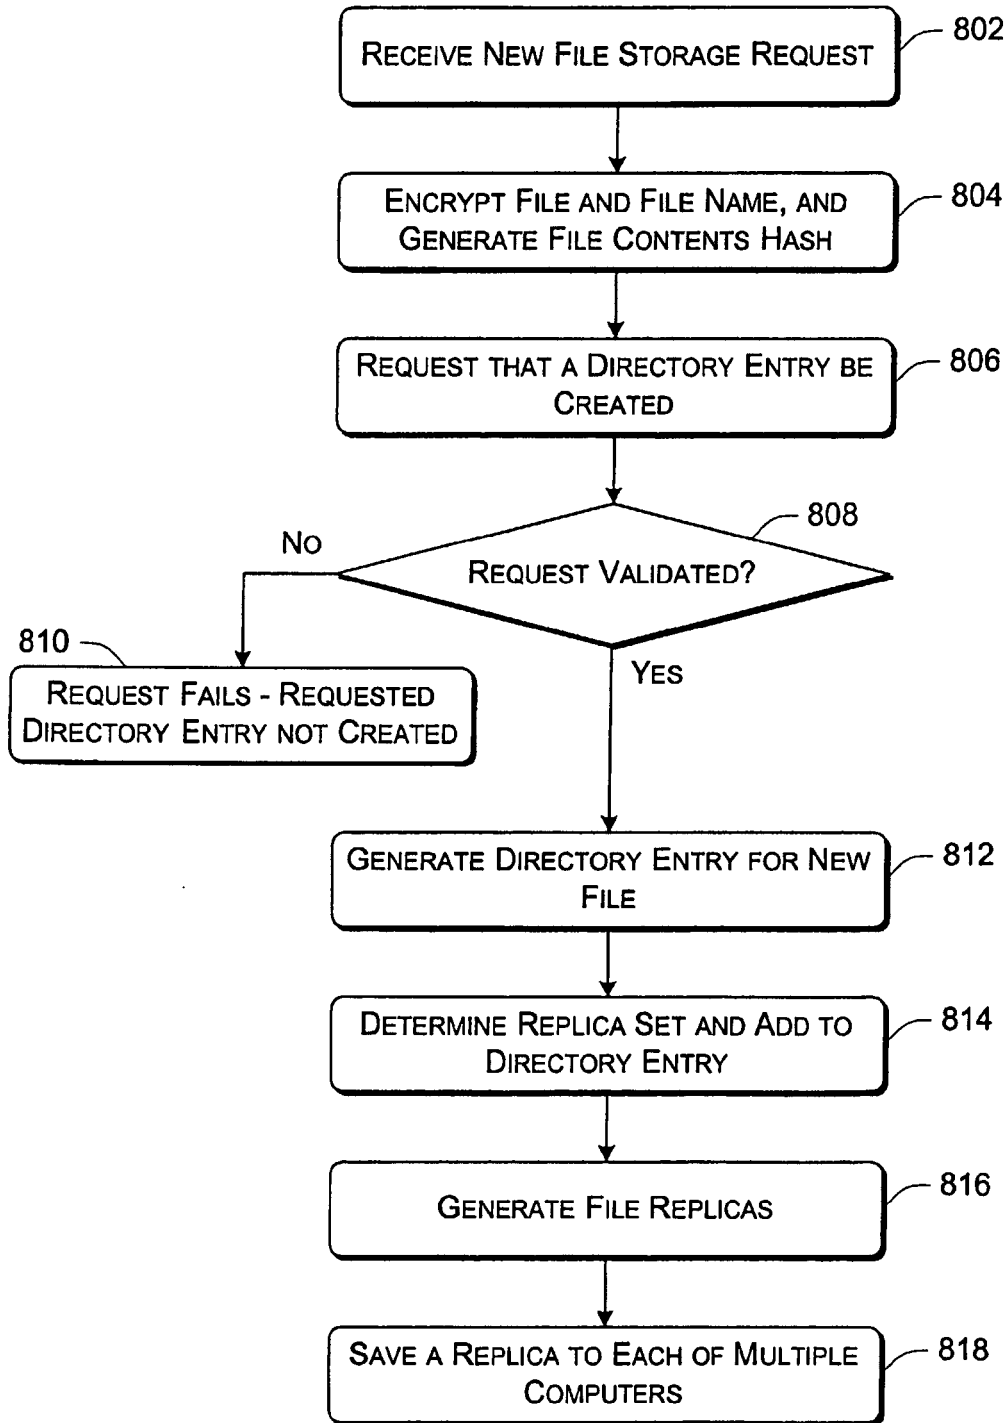 RECEIVE NEW FILE STORAGE REQUEST
802
ENCRYPT FILE AND FILE NAME, AND
GENERATE FILE CONTENTS HASH
804
REQUEST THAT A DIRECTORY ENTRY BE
CREATED
806
REQUEST VALIDATED?
808
NO
YES
810
REQUEST FAILS - REQUESTED
DIRECTORY ENTRY NOT CREATED
GENERATE DIRECTORY ENTRY FOR NEW
FILE
812
DETERMINE REPLICA SET AND ADD TO
DIRECTORY ENTRY
814
GENERATE FILE REPLICAS
816
SAVE A REPLICA TO EACH OF MULTIPLE
COMPUTERS
818